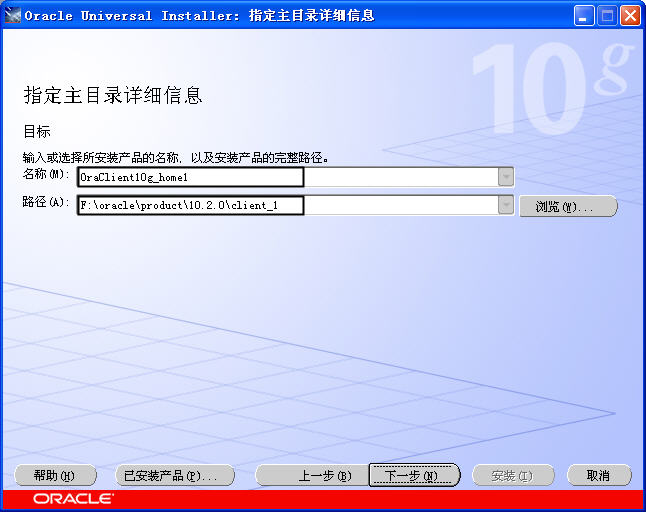 Oracle Universal Installer: 指定主目录详细信息
10g
指定主目录详细信息
目标
输入或选择所安装产品的名称, 以及安装产品的完整路径。
名称(M): OraClient10g_home1
路径(A): F:\oracle\product\10.2.0\client_1 浏览(W)...
帮助(H) 已安装产品(P)... 上一步(B) 下一步(N) 安装(I) 取消
ORACLE